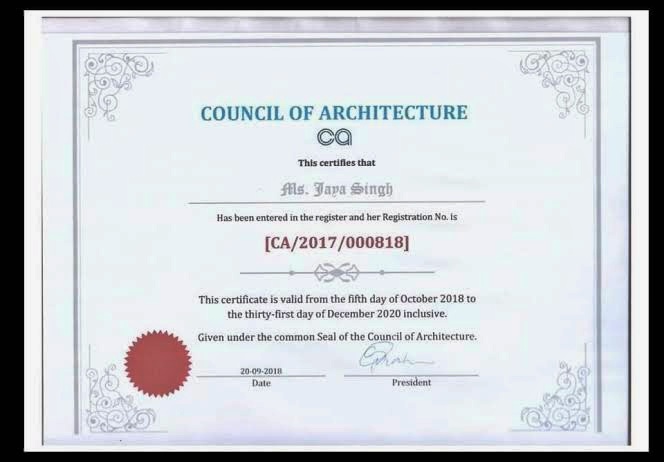 COUNCIL OF ARCHITECTURE
ca
This certifies that
Ms. Jaya Singh
Has been entered in the register and her Registration No. is
[CA/2017/000818]
This certificate is valid from the fifth day of October 2018 to
the thirty-first day of December 2020 inclusive.
Given under the common Seal of the Council of Architecture.
20-09-2018
Date President